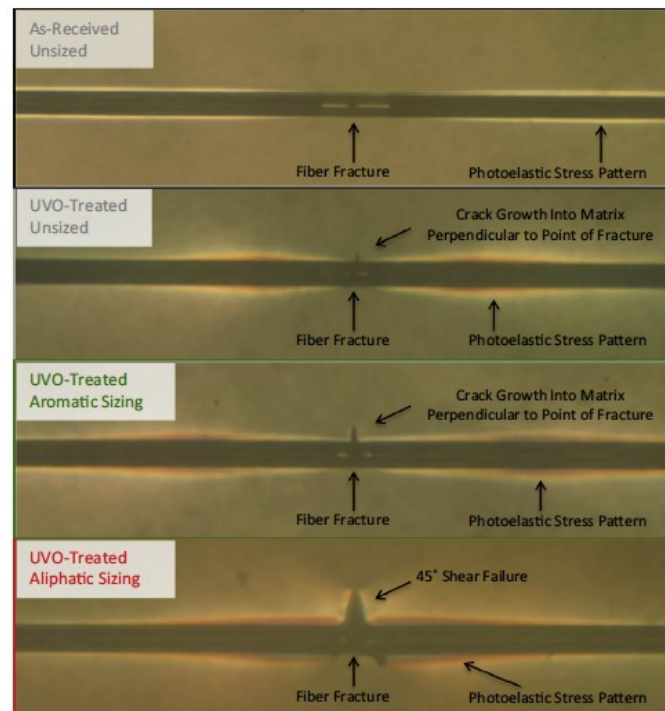 As-Received
Unsized
Fiber Fracture
Photoelastic Stress Pattern
UVO-Treated
Unsized
Crack Growth Into Matrix
Perpendicular to Point of Fracture
Fiber Fracture
Photoelastic Stress Pattern
UVO-Treated
Aromatic Sizing
Crack Growth Into Matrix
Perpendicular to Point of Fracture
Fiber Fracture
Photoelastic Stress Pattern
UVO-Treated
Aliphatic Sizing
45˚ Shear Failure
Fiber Fracture
Photoelastic Stress Pattern